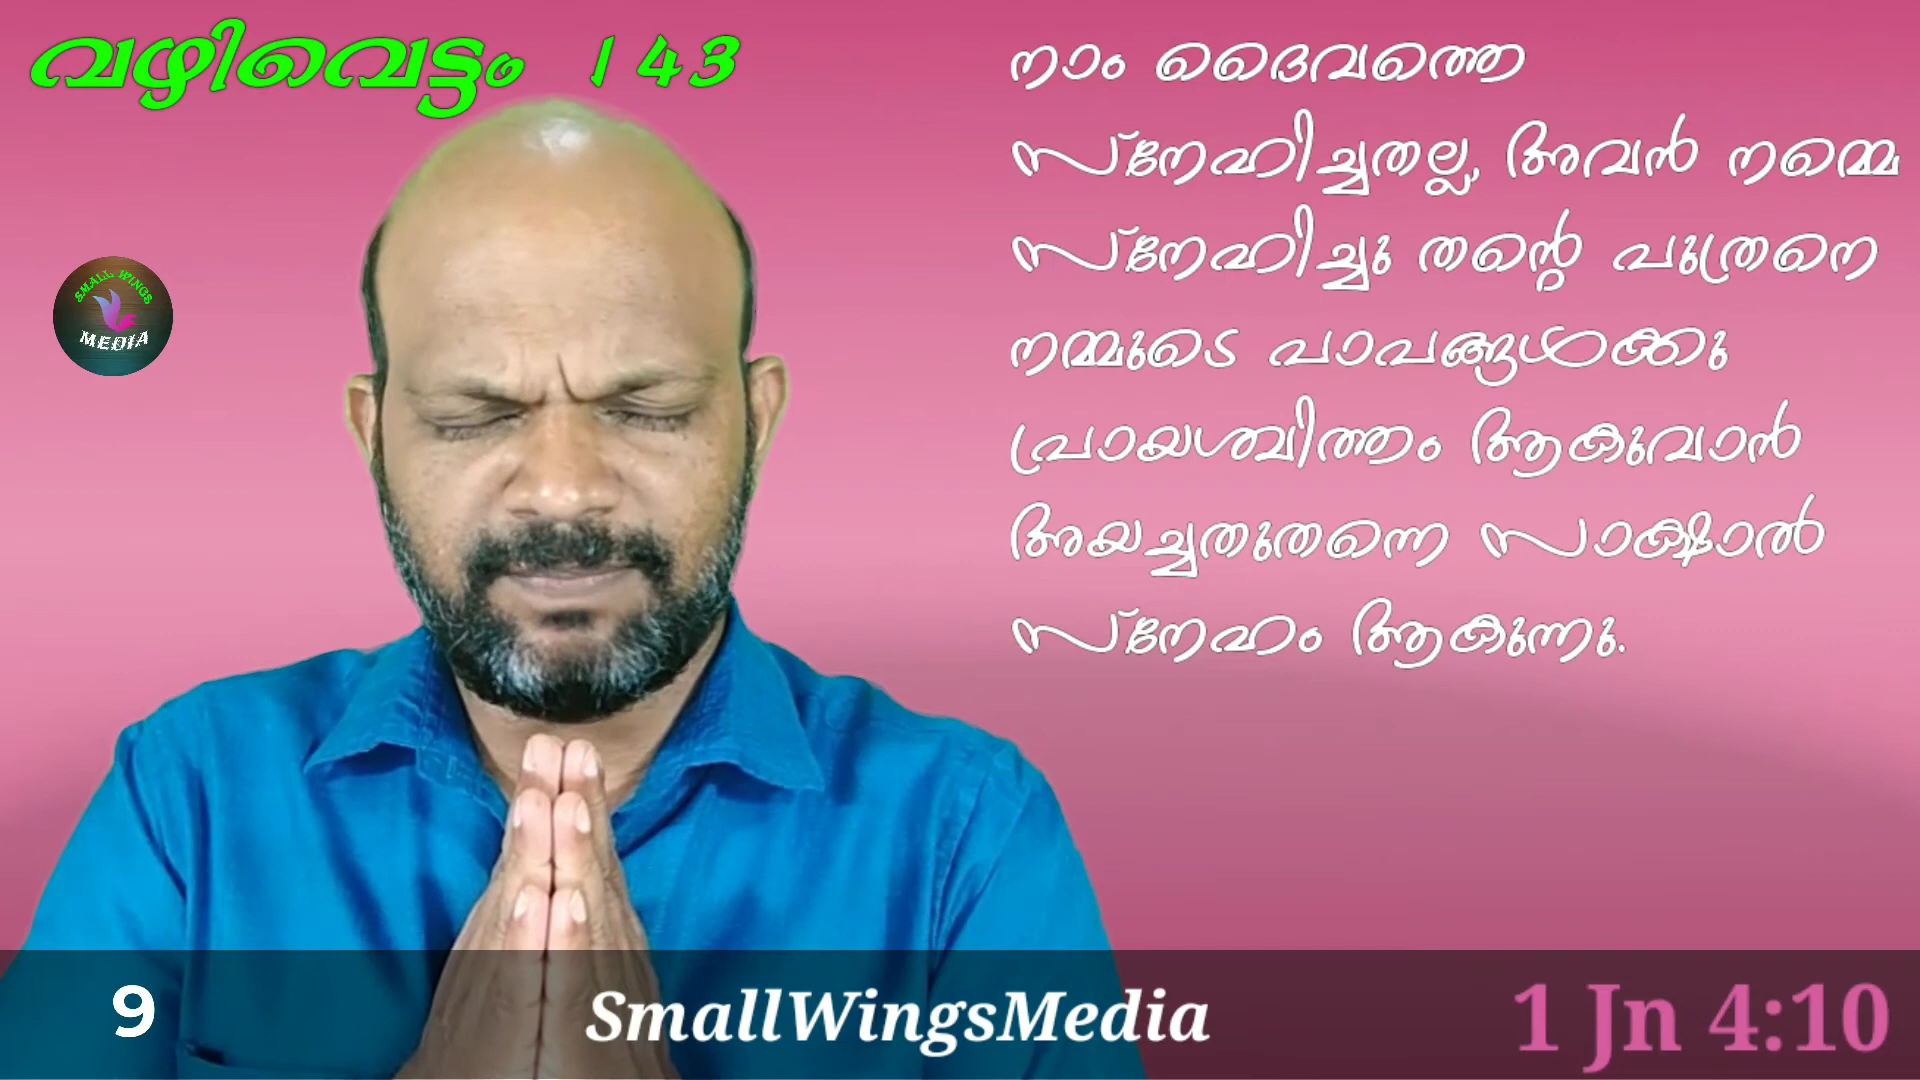 വഴിവെട്ടം 143
SMALL WINGS
MEDIA
നാം ദൈവത്തെ
സ്നേഹിച്ചതല്ല, അവൻ നമ്മെ
സ്നേഹിച്ചു തന്റെ പുത്രനെ
നമ്മുടെ പാപങ്ങൾക്കു
പ്രായശ്ചിത്തം ആകുവാൻ
അയച്ചതുതന്നെ സാക്ഷാൽ
സ്നേഹം ആകുന്നു.
9
SmallWingsMedia
1 Jn 4:10